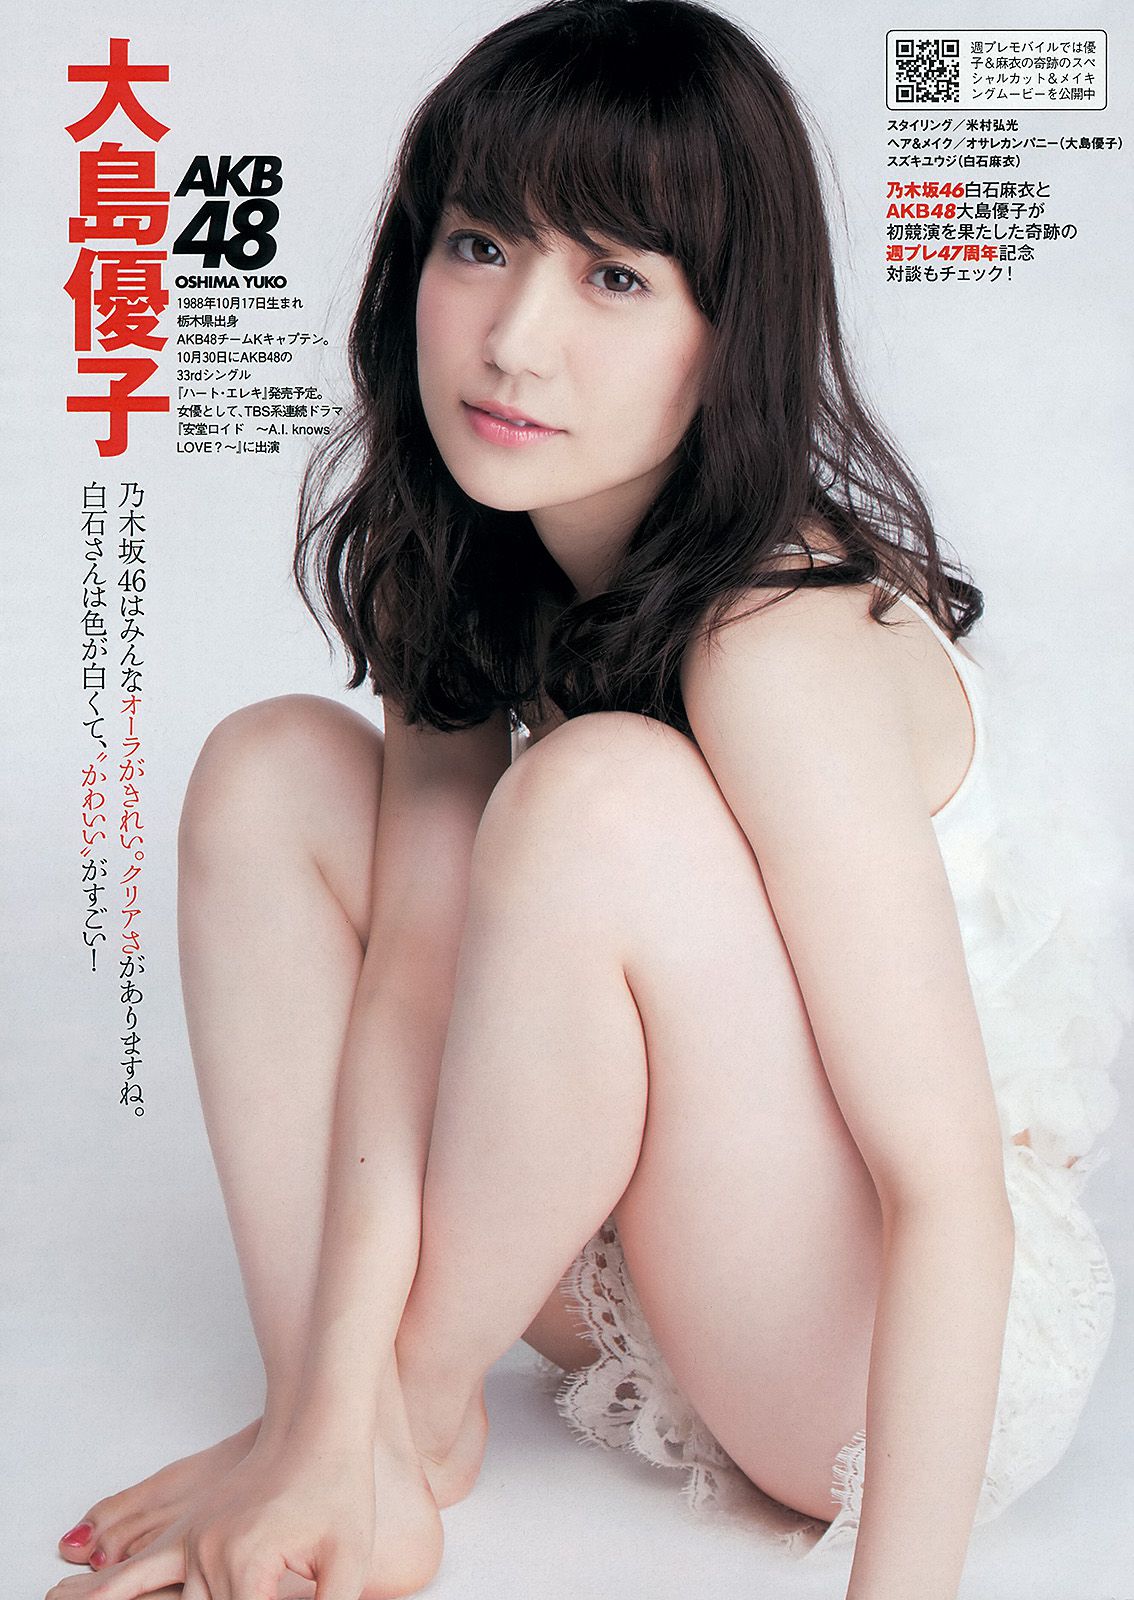 大島優子
AKB
48
OSHIMA YUKO
1988年10月17日生まれ
栃木県出身
AKB48チームKキャプテン。
10月30日にAKB48の
33rdシングル
『ハート・エレキ』発売予定。
女優として、TBS系連続ドラマ
『安堂ロイド　～A.I. knows
LOVE？～』に出演
乃木坂46はみんなオーラがきれい。クリアさがありますね。
白石さんは色が白くて、〝かわいい〟がすごい！
週プレモバイルでは優
子＆麻衣の奇跡のスペ
シャルカット＆メイキ
ングムービーを公開中
スタイリング／米村弘光
ヘア&メイク／オサレカンパニー（大島優子）
スズキユウジ（白石麻衣）
乃木坂46白石麻衣と
AKB48大島優子が
初競演を果たした奇跡の
週プレ47周年記念
対談もチェック！